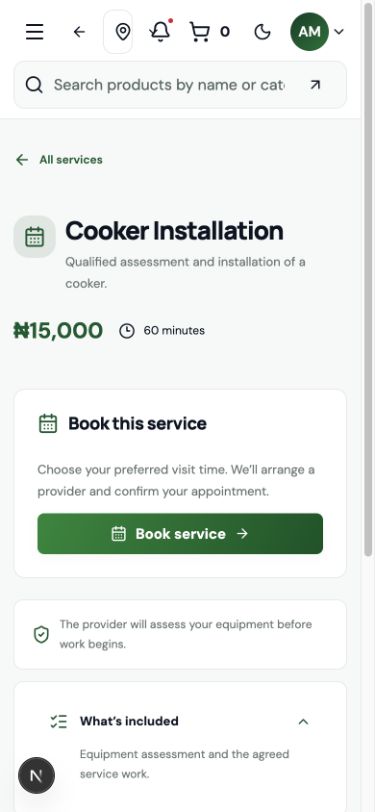 0
AM
Search products by name or cat
All services
Cooker Installation
Qualified assessment and installation of a
cooker.
₦15,000
60 minutes
Book this service
Choose your preferred visit time. We'll arrange a
provider and confirm your appointment.
Book service
The provider will assess your equipment before
work begins.
What's included
Equipment assessment and the agreed
service work.
N